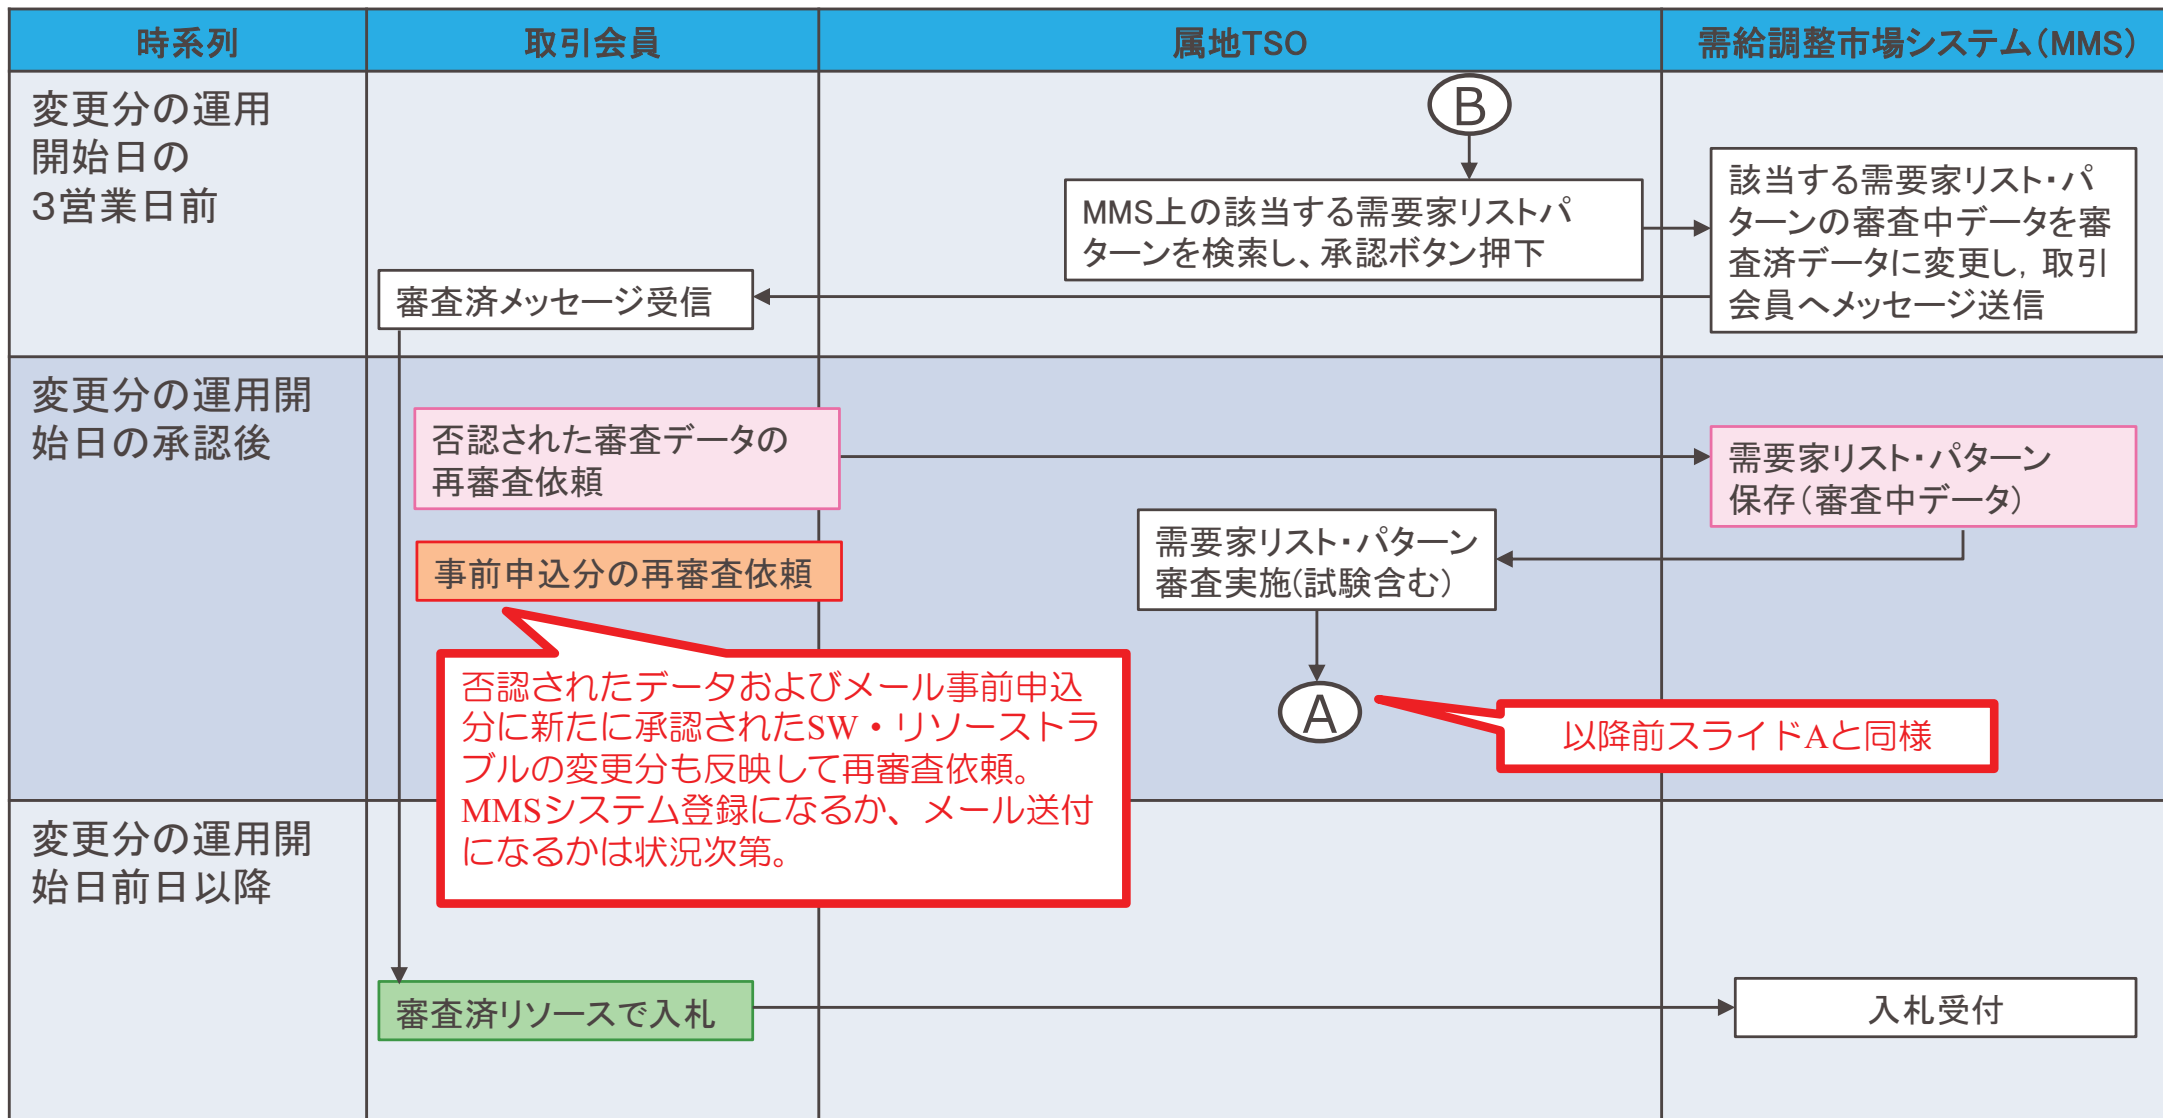 時系列
取引会員
属地TSO
需給調整市場システム(MMS)
変更分の運用
開始日の
3営業日前
B
MMS上の該当する需要家リストパ
ターンを検索し、承認ボタン押下
該当する需要家リスト・パ
ターンの審査中データを審
査済データに変更し, 取引
会員へメッセージ送信
審査済メッセージ受信
変更分の運用開
始日の承認後
否認された審査データの
再審査依頼
需要家リスト・パターン
保存(審査中データ)
需要家リスト・パターン
審査実施(試験含む)
事前申込分の再審査依頼
A
否認されたデータおよびメール事前申込
分に新たに承認されたSW・リソーストラ
ブルの変更分も反映して再審査依頼。
MMSシステム登録になるか、メール送付
になるかは状況次第。
以降前スライドAと同様
変更分の運用開
始日前日以降
審査済リソースで入札
入札受付